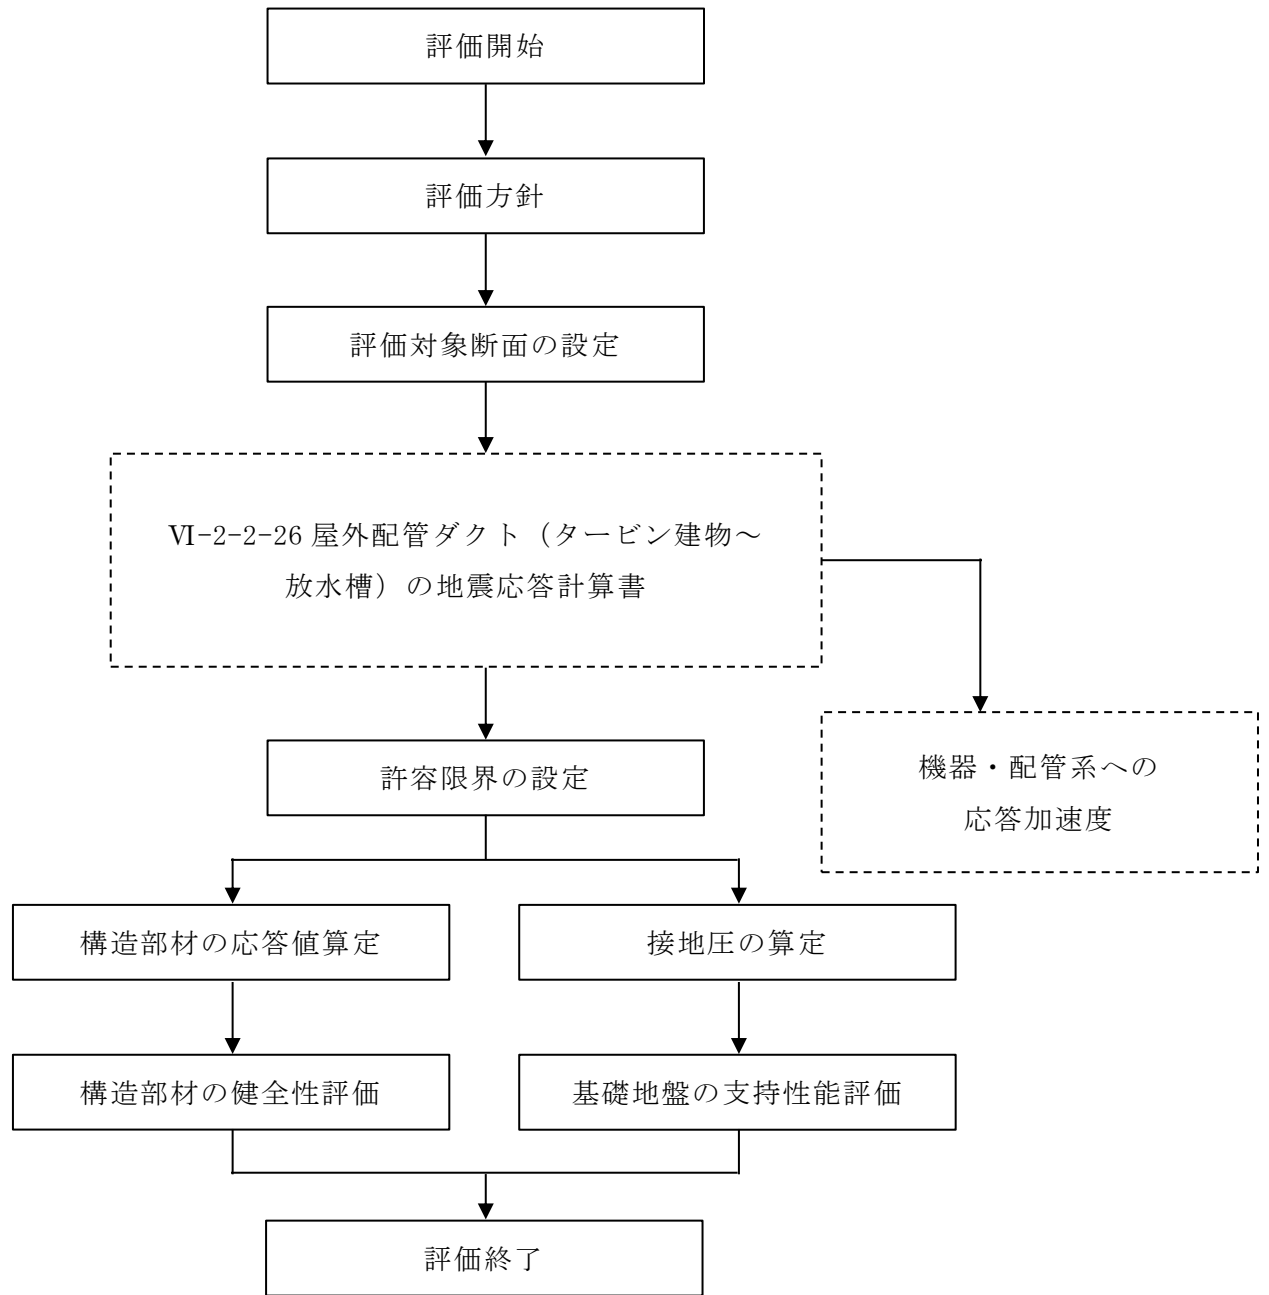 評価開始
評価方針
評価対象断面の設定
Ⅵ-2-2-26 屋外配管ダクト（タービン建物～
放水槽）の地震応答計算書
機器・配管系への
応答加速度
許容限界の設定
構造部材の応答値算定
接地圧の算定
構造部材の健全性評価
基礎地盤の支持性能評価
評価終了